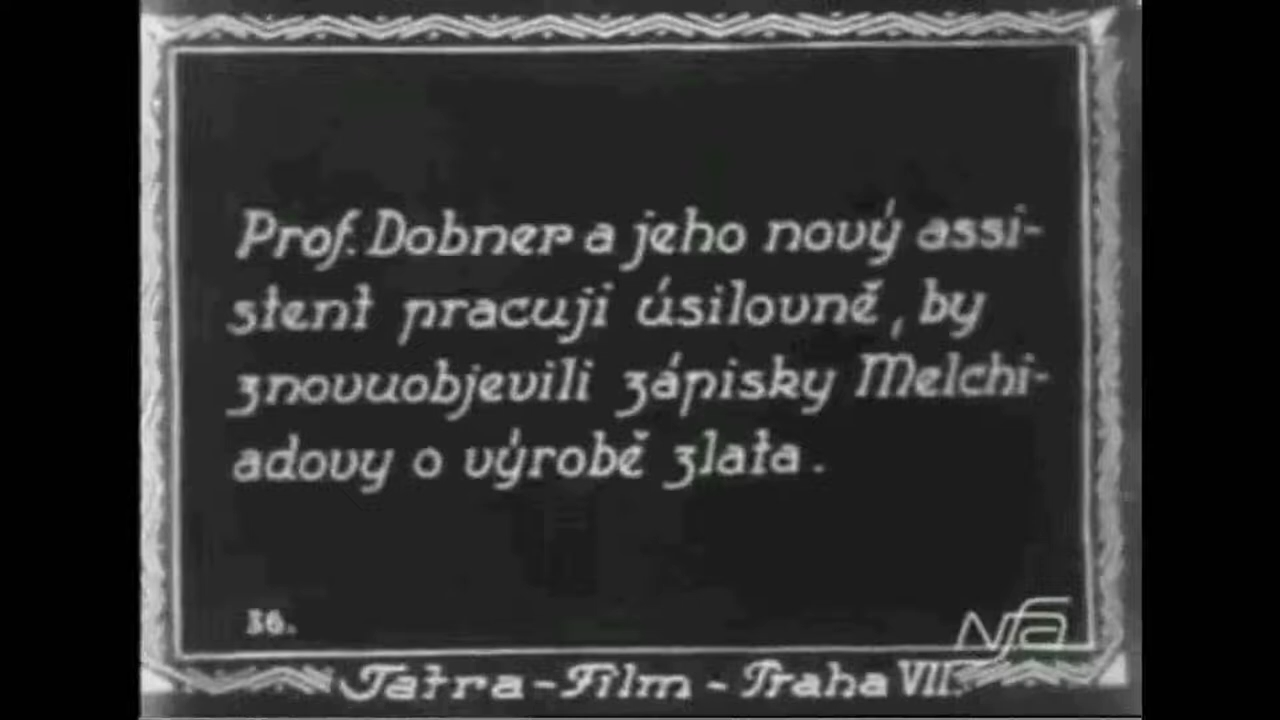 Prof. Dobner a jeho nový assi-
stent pracují úsilovně, by
znovuobjevili zápisky Melchi-
adovy o výrobě zlata.
36.
nfa
Tatra-Film - Praha VII.